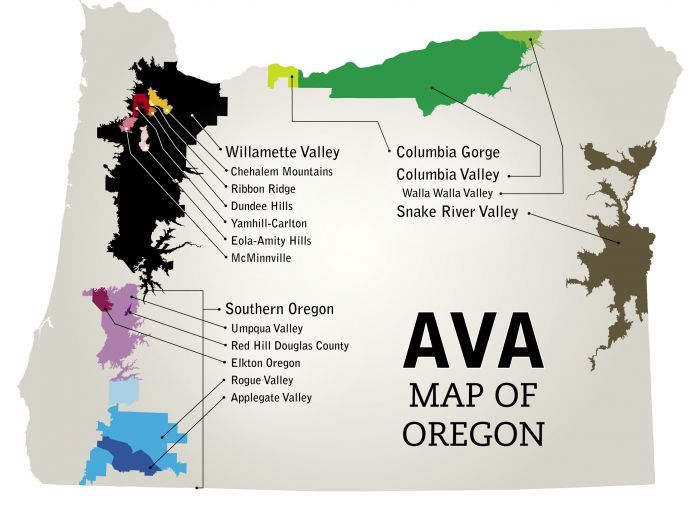 Willamette Valley
Chehalem Mountains
Ribbon Ridge
Dundee Hills
Yamhill-Carlton
Eola-Amity Hills
McMinnville
Southern Oregon
Umpqua Valley
Red Hill Douglas County
Elkton Oregon
Rogue Valley
Applegate Valley
Columbia Gorge
Columbia Valley
Walla Walla Valley
Snake River Valley
AVA
MAP OF
OREGON